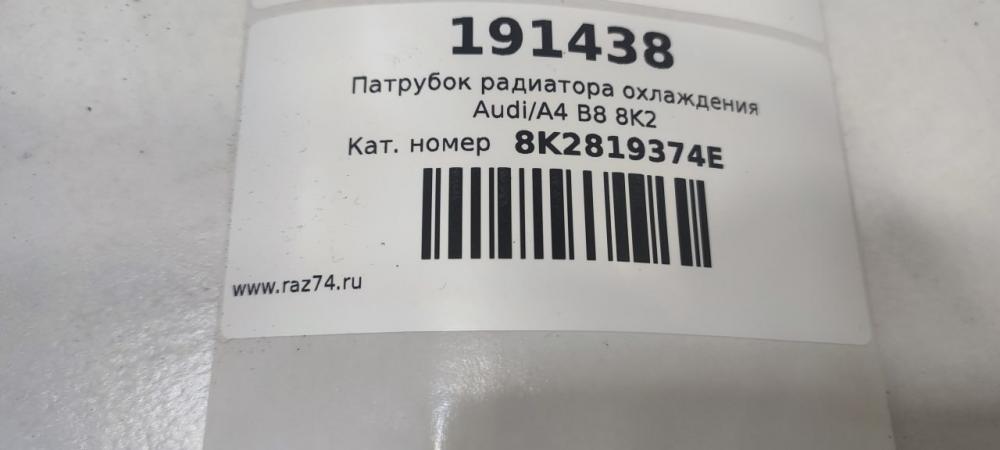 191438
Патрубок радиатора охлаждения
Audi/A4 B8 8K2
Кат. номер 8K2819374E
www.raz74.ru